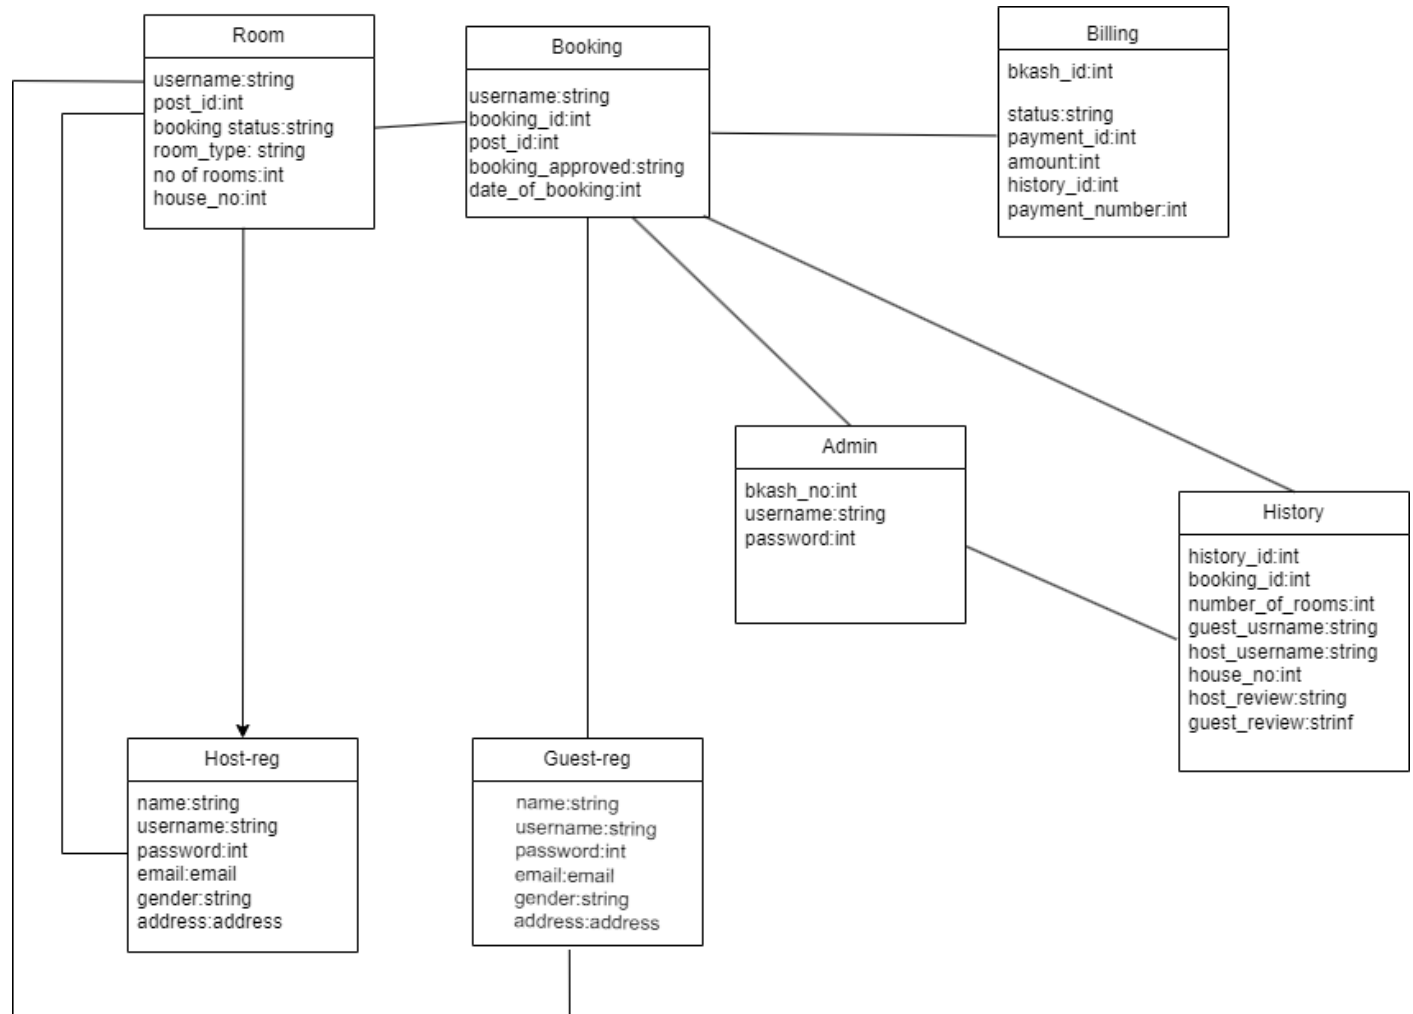 Room
username:string
post_id:int
booking status:string
room_type: string
no of rooms:int
house_no:int
Booking
username:string
booking_id:int
post_id:int
booking_approved:string
date_of_booking:int
Billing
bkash_id:int
status:string
payment_id:int
amount:int
history_id:int
payment_number:int
Admin
bkash_no:int
username:string
password:int
History
history_id:int
booking_id:int
number_of_rooms:int
guest_usrname:string
host_username:string
house_no:int
host_review:string
guest_review:strinf
Host-reg
name:string
username:string
password:int
email:email
gender:string
address:address
Guest-reg
name:string
username:string
password:int
email:email
gender:string
address:address